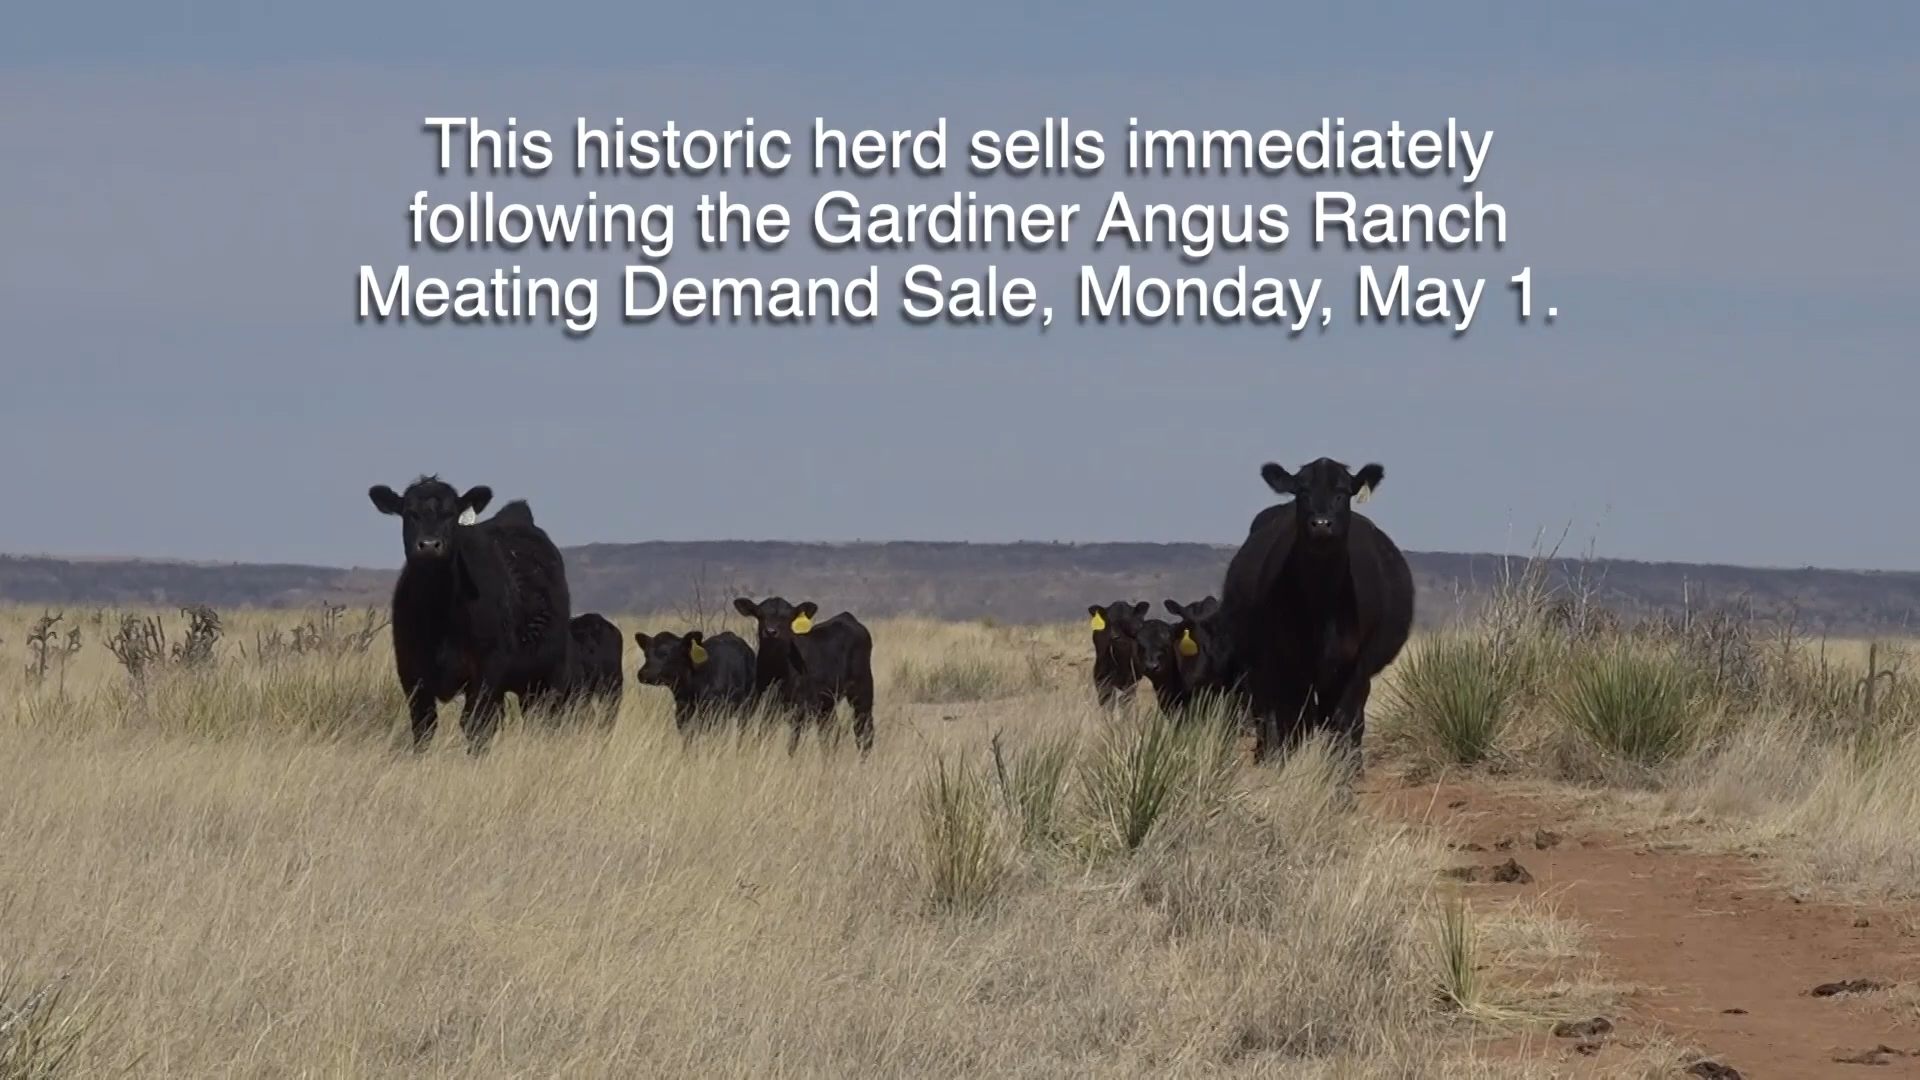 This historic herd sells immediately
following the Gardiner Angus Ranch
Meating Demand Sale, Monday, May 1.